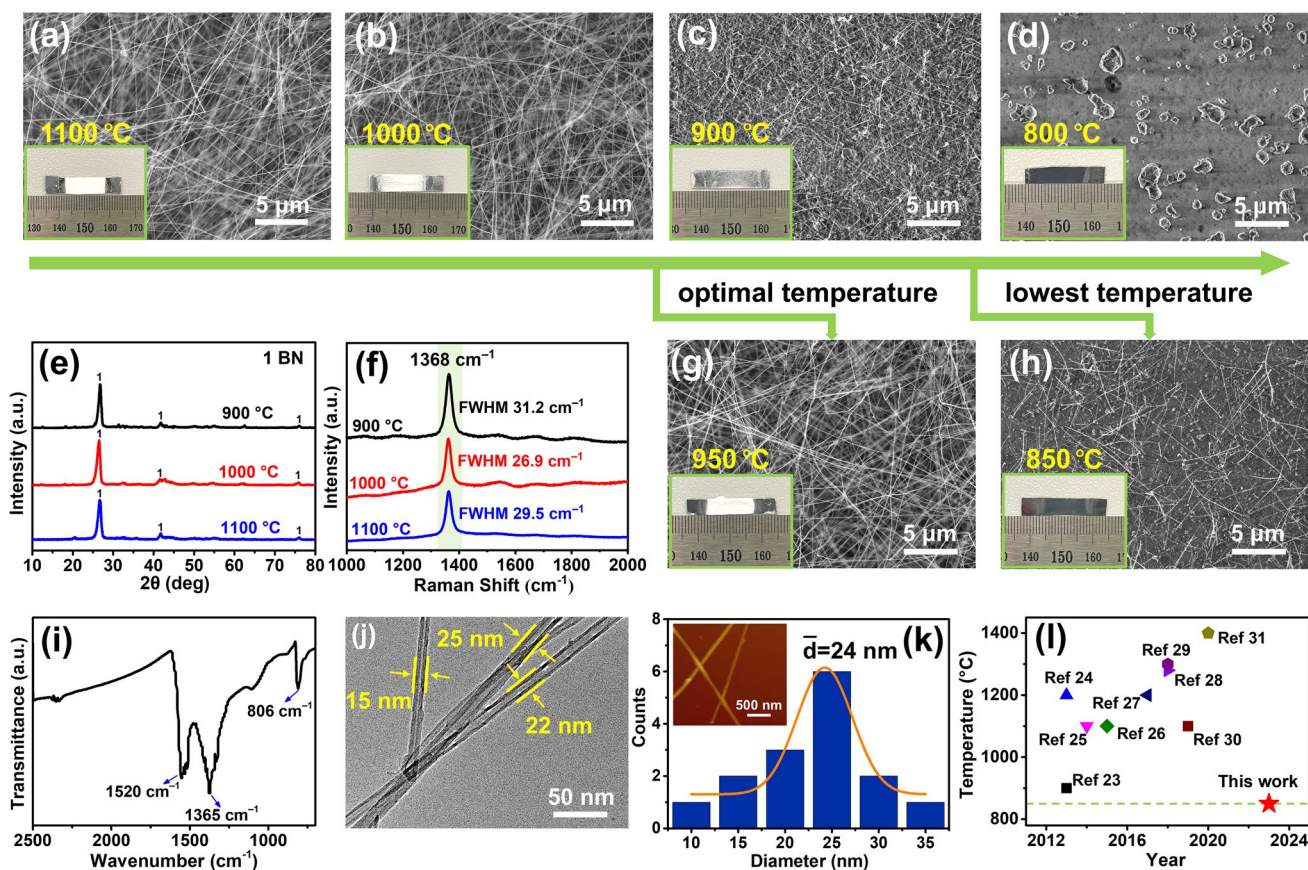 (a)
1100 °C
130 140 150 160 170
5 µm
(b)
1000 °C
140 150 160 170
5 µm
(c)
900 °C
140 150 160
5 µm
(d)
800 °C
140 150 160
5 µm
optimal temperature
lowest temperature
(e)
1 BN
1
1
1
900 °C
1
1
1
1000 °C
1
1
1
1100 °C
Intensity (a.u.)
10 20 30 40 50 60 70 80
2θ (deg)
(f)
1368 cm⁻¹
FWHM 31.2 cm⁻¹
900 °C
FWHM 26.9 cm⁻¹
1000 °C
FWHM 29.5 cm⁻¹
1100 °C
Intensity (a.u.)
1000 1200 1400 1600 1800 2000
Raman Shift (cm⁻¹)
(g)
950 °C
140 150 160
5 µm
(h)
850 °C
140 150 160
5 µm
(i)
806 cm⁻¹
1520 cm⁻¹
1365 cm⁻¹
Transmittance (a.u.)
2500 2000 1500 1000
Wavenumber (cm⁻¹)
(j)
25 nm
15 nm
22 nm
50 nm
(k)
d̅=24 nm
500 nm
Counts
8
6
4
2
0
10 15 20 25 30 35
Diameter (nm)
(l)
Ref 31
Ref 29
Ref 28
Ref 24
Ref 27
Ref 25
Ref 26
Ref 30
Ref 23
This work
Temperature (°C)
1400
1200
1000
800
2012 2016 2020 2024
Year